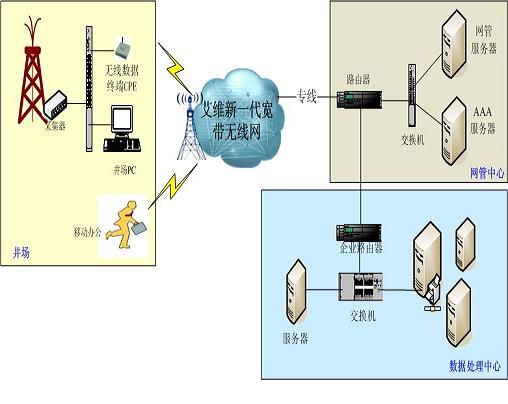 无线数据
终端CPE
采集器
井场PC
移动办公
井场
艾维新一代宽
带无线网
专线
路由器
交换机
网管
服务器
AAA
服务器
网管中心
企业路由器
服务器
交换机
数据处理中心